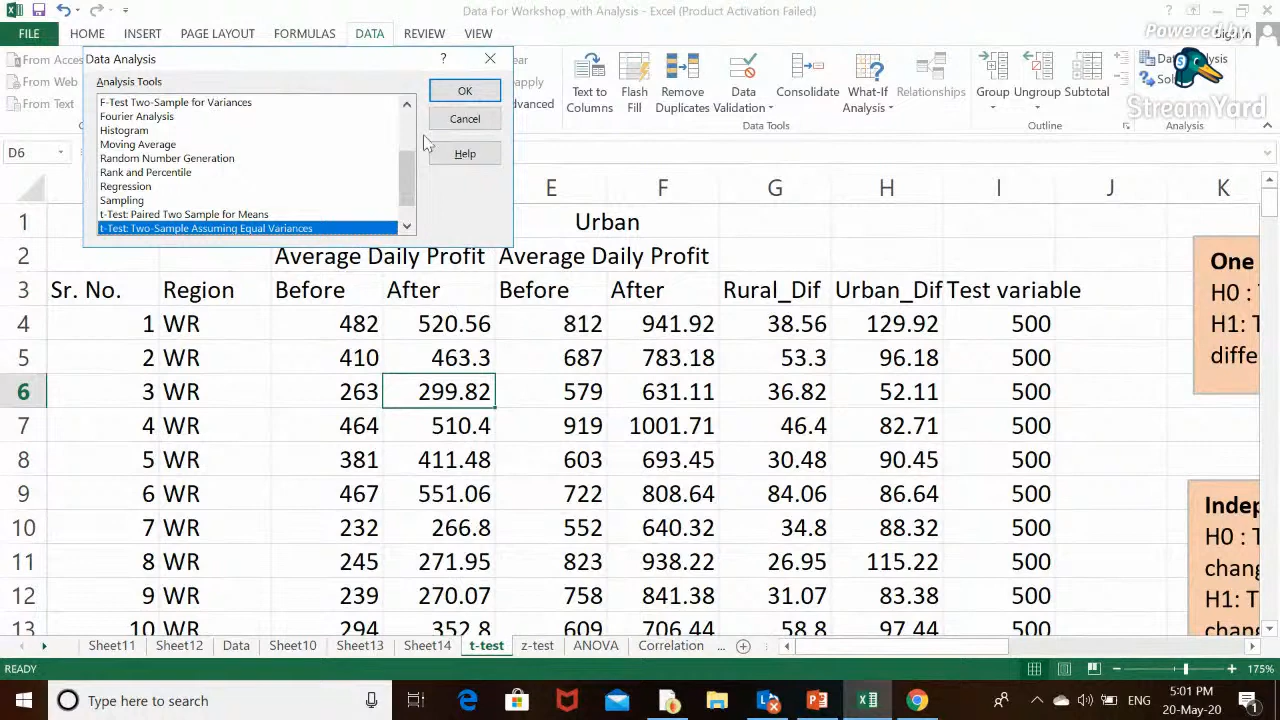 Data For Workshop with Analysis - Excel (Product Activation Failed)
FILE HOME INSERT PAGE LAYOUT FORMULAS DATA REVIEW VIEW
Powered by
StreamYard
From Web
From Text
Text to Columns
Flash Fill
Remove Duplicates
Data Validation
Consolidate
What-If Analysis
Relationships
Group
Ungroup
Subtotal
Data Tools
Outline
Analysis
Data Analysis
?
Analysis Tools
F-Test Two-Sample for Variances
Fourier Analysis
Histogram
Moving Average
Random Number Generation
Rank and Percentile
Regression
Sampling
t-Test: Paired Two Sample for Means
t-Test: Two-Sample Assuming Equal Variances
OK
Cancel
Help
D6
E F G H I J K
1 Urban
2 Average Daily Profit Average Daily Profit
3 Sr. No. Region Before After Before After Rural_Dif Urban_Dif Test variable
4 1 WR 482 520.56 812 941.92 38.56 129.92 500
5 2 WR 410 463.3 687 783.18 53.3 96.18 500
6 3 WR 263 299.82 579 631.11 36.82 52.11 500
7 4 WR 464 510.4 919 1001.71 46.4 82.71 500
8 5 WR 381 411.48 603 693.45 30.48 90.45 500
9 6 WR 467 551.06 722 808.64 84.06 86.64 500
10 7 WR 232 266.8 552 640.32 34.8 88.32 500
11 8 WR 245 271.95 823 938.22 26.95 115.22 500
12 9 WR 239 270.07 758 841.38 31.07 83.38 500
13 10 WR 294 352.8 609 706.44 58.8 97.44 500
One
H0 : T
H1: T
diffe
Indep
H0 : T
chang
H1: T
Sheet11 Sheet12 Data Sheet10 Sheet13 Sheet14 t-test z-test ANOVA Correlation ...
READY
175%
Type here to search
ENG
5:01 PM
20-May-20